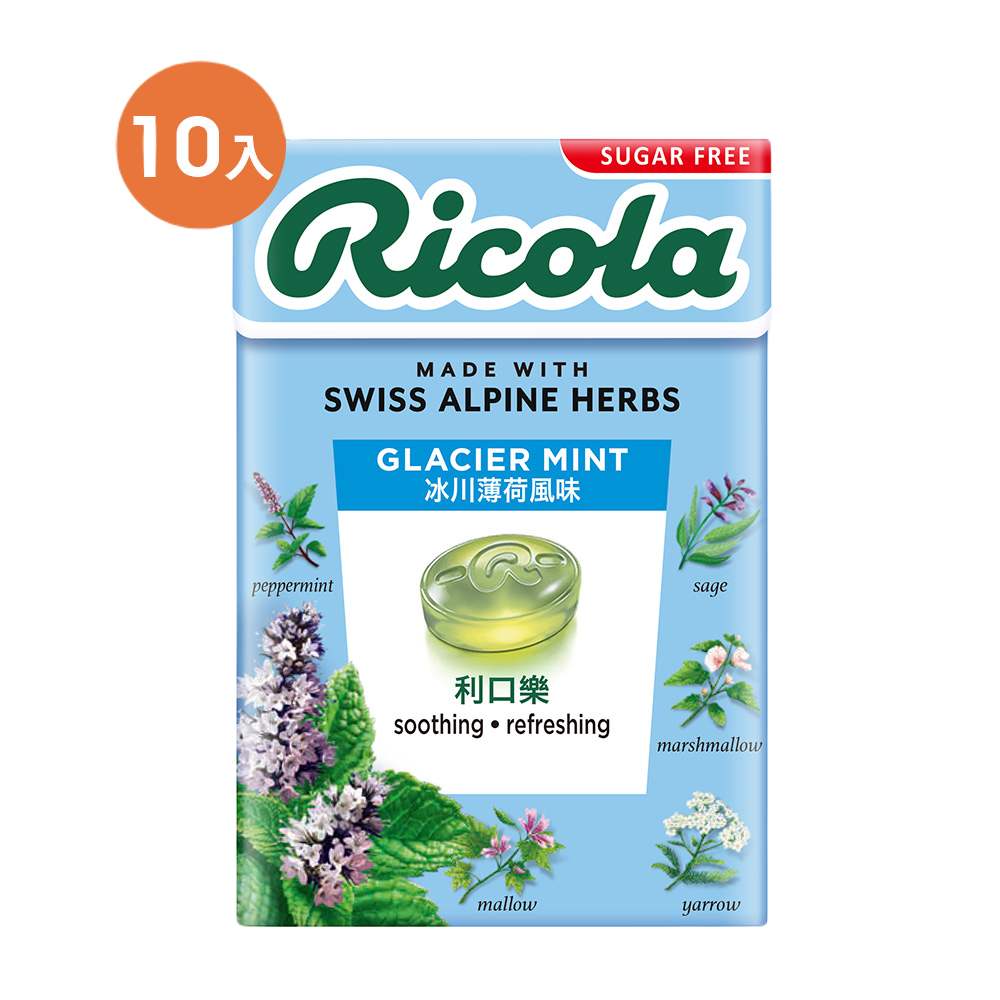 10入
SUGAR FREE
Ricola
MADE WITH
SWISS ALPINE HERBS
GLACIER MINT
冰川薄荷風味
peppermint
sage
利口樂
soothing • refreshing
marshmallow
mallow
yarrow